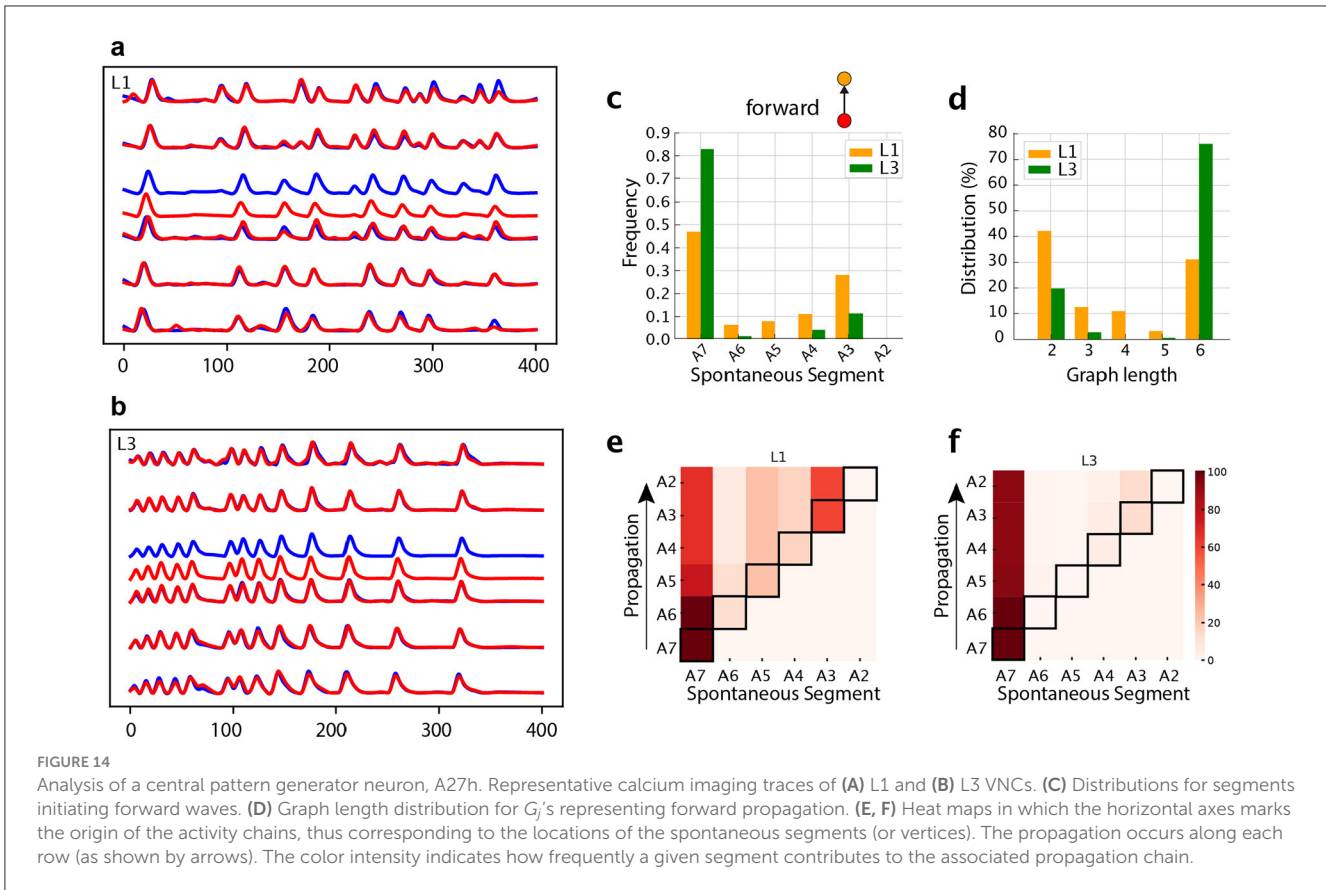 a
L1
0 100 200 300 400
b
L3
0 100 200 300 400
c
forward
0.9
0.8
0.7
0.6
0.5
0.4
0.3
0.2
0.1
0.0
Frequency
L1
L3
A7 A6 A5 A4 A3 A2
Spontaneous Segment
d
80
70
60
50
40
30
20
10
0
Distribution (%)
L1
L3
2 3 4 5 6
Graph length
e
L1
Propagation
A2
A3
A4
A5
A6
A7
A7 A6 A5 A4 A3 A2
Spontaneous Segment
f
L3
Propagation
A2
A3
A4
A5
A6
A7
A7 A6 A5 A4 A3 A2
Spontaneous Segment
100
80
60
40
20
0
FIGURE 14
Analysis of a central pattern generator neuron, A27h. Representative calcium imaging traces of (A) L1 and (B) L3 VNCs. (C) Distributions for segments
initiating forward waves. (D) Graph length distribution for Gj's representing forward propagation. (E, F) Heat maps in which the horizontal axes marks
the origin of the activity chains, thus corresponding to the locations of the spontaneous segments (or vertices). The propagation occurs along each
row (as shown by arrows). The color intensity indicates how frequently a given segment contributes to the associated propagation chain.